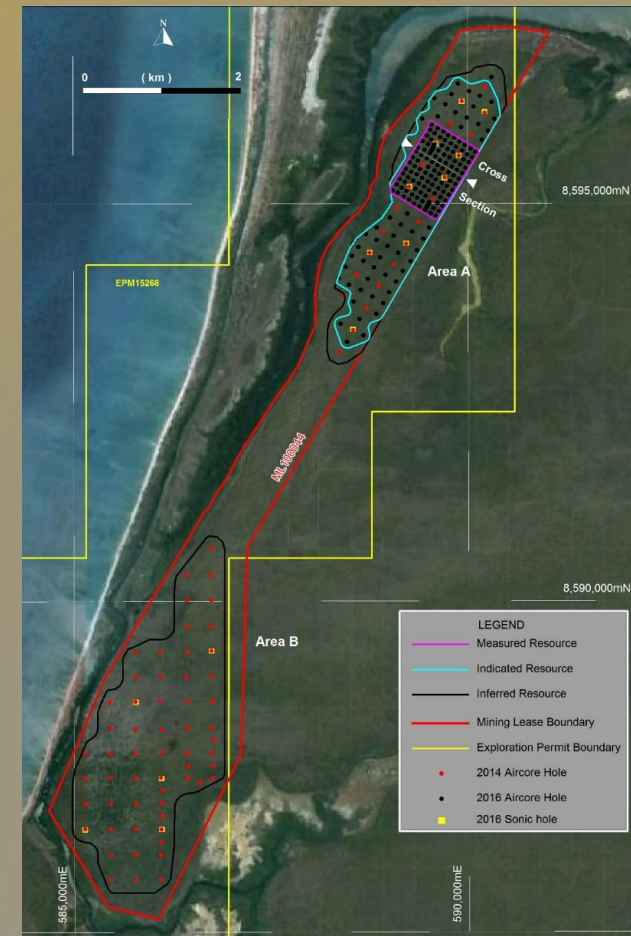 N
0 ( km ) 2
Cross
Section
8,595,000mN
Area A
EPM15268
ML100044
8,590,000mN
Area B
LEGEND
Measured Resource
Indicated Resource
Inferred Resource
Mining Lease Boundary
Exploration Permit Boundary
2014 Aircore Hole
2016 Aircore Hole
2016 Sonic hole
585,000mE
590,000mE